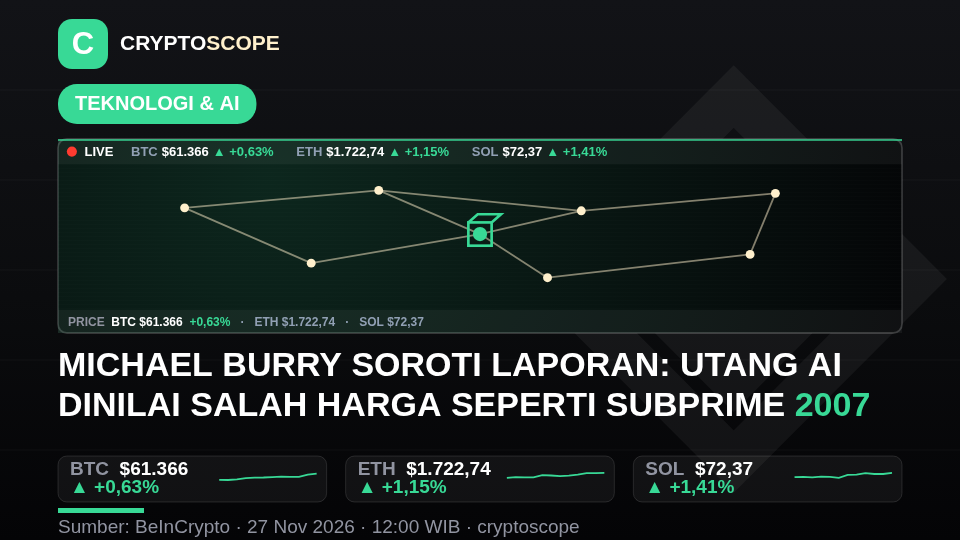 C CRYPTOSCOPE
TEKNOLOGI & AI
LIVE BTC $61.366 ▲ +0,63% ETH $1.722,74 ▲ +1,15% SOL $72,37 ▲ +1,41%
PRICE BTC $61.366 +0,63% · ETH $1.722,74 · SOL $72,37
MICHAEL BURRY SOROTI LAPORAN: UTANG AI
DINILAI SALAH HARGA SEPERTI SUBPRIME 2007
BTC $61.366
▲ +0,63%
ETH $1.722,74
▲ +1,15%
SOL $72,37
▲ +1,41%
Sumber: BeInCrypto · 27 Nov 2026 · 12:00 WIB · cryptoscope